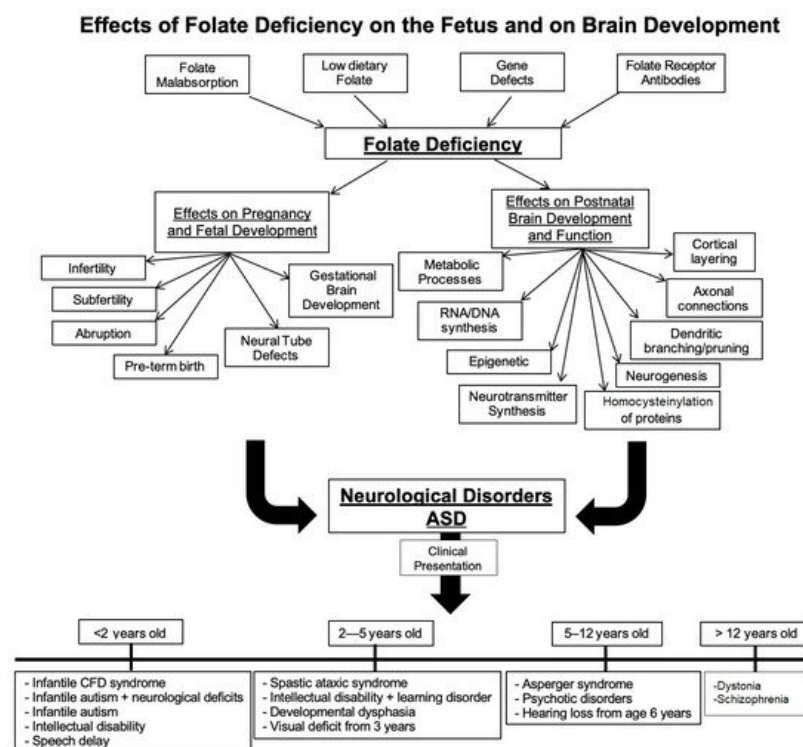 Effects of Folate Deficiency on the Fetus and on Brain Development
Folate
Malabsorption
Low dietary
Folate
Gene
Defects
Folate Receptor
Antibodies
Folate Deficiency
Effects on Pregnancy
and Fetal Development
Effects on Postnatal
Brain Development
and Function
Infertility
Subfertility
Abruption
Pre-term birth
Neural Tube
Defects
Gestational
Brain
Development
Metabolic
Processes
RNA/DNA
synthesis
Epigenetic
Neurotransmitter
Synthesis
Homocysteinylation
of proteins
Neurogenesis
Dendritic
branching/pruning
Axonal
connections
Cortical
layering
Neurological Disorders
ASD
Clinical
Presentation
<2 years old
- Infantile CFD syndrome
- Infantile autism + neurological deficits
- Infantile autism
- Intellectual disability
- Speech delay
2—5 years old
- Spastic ataxic syndrome
- Intellectual disability + learning disorder
- Developmental dysphasia
- Visual deficit from 3 years
5–12 years old
- Asperger syndrome
- Psychotic disorders
- Hearing loss from age 6 years
> 12 years old
-Dystonia
-Schizophrenia